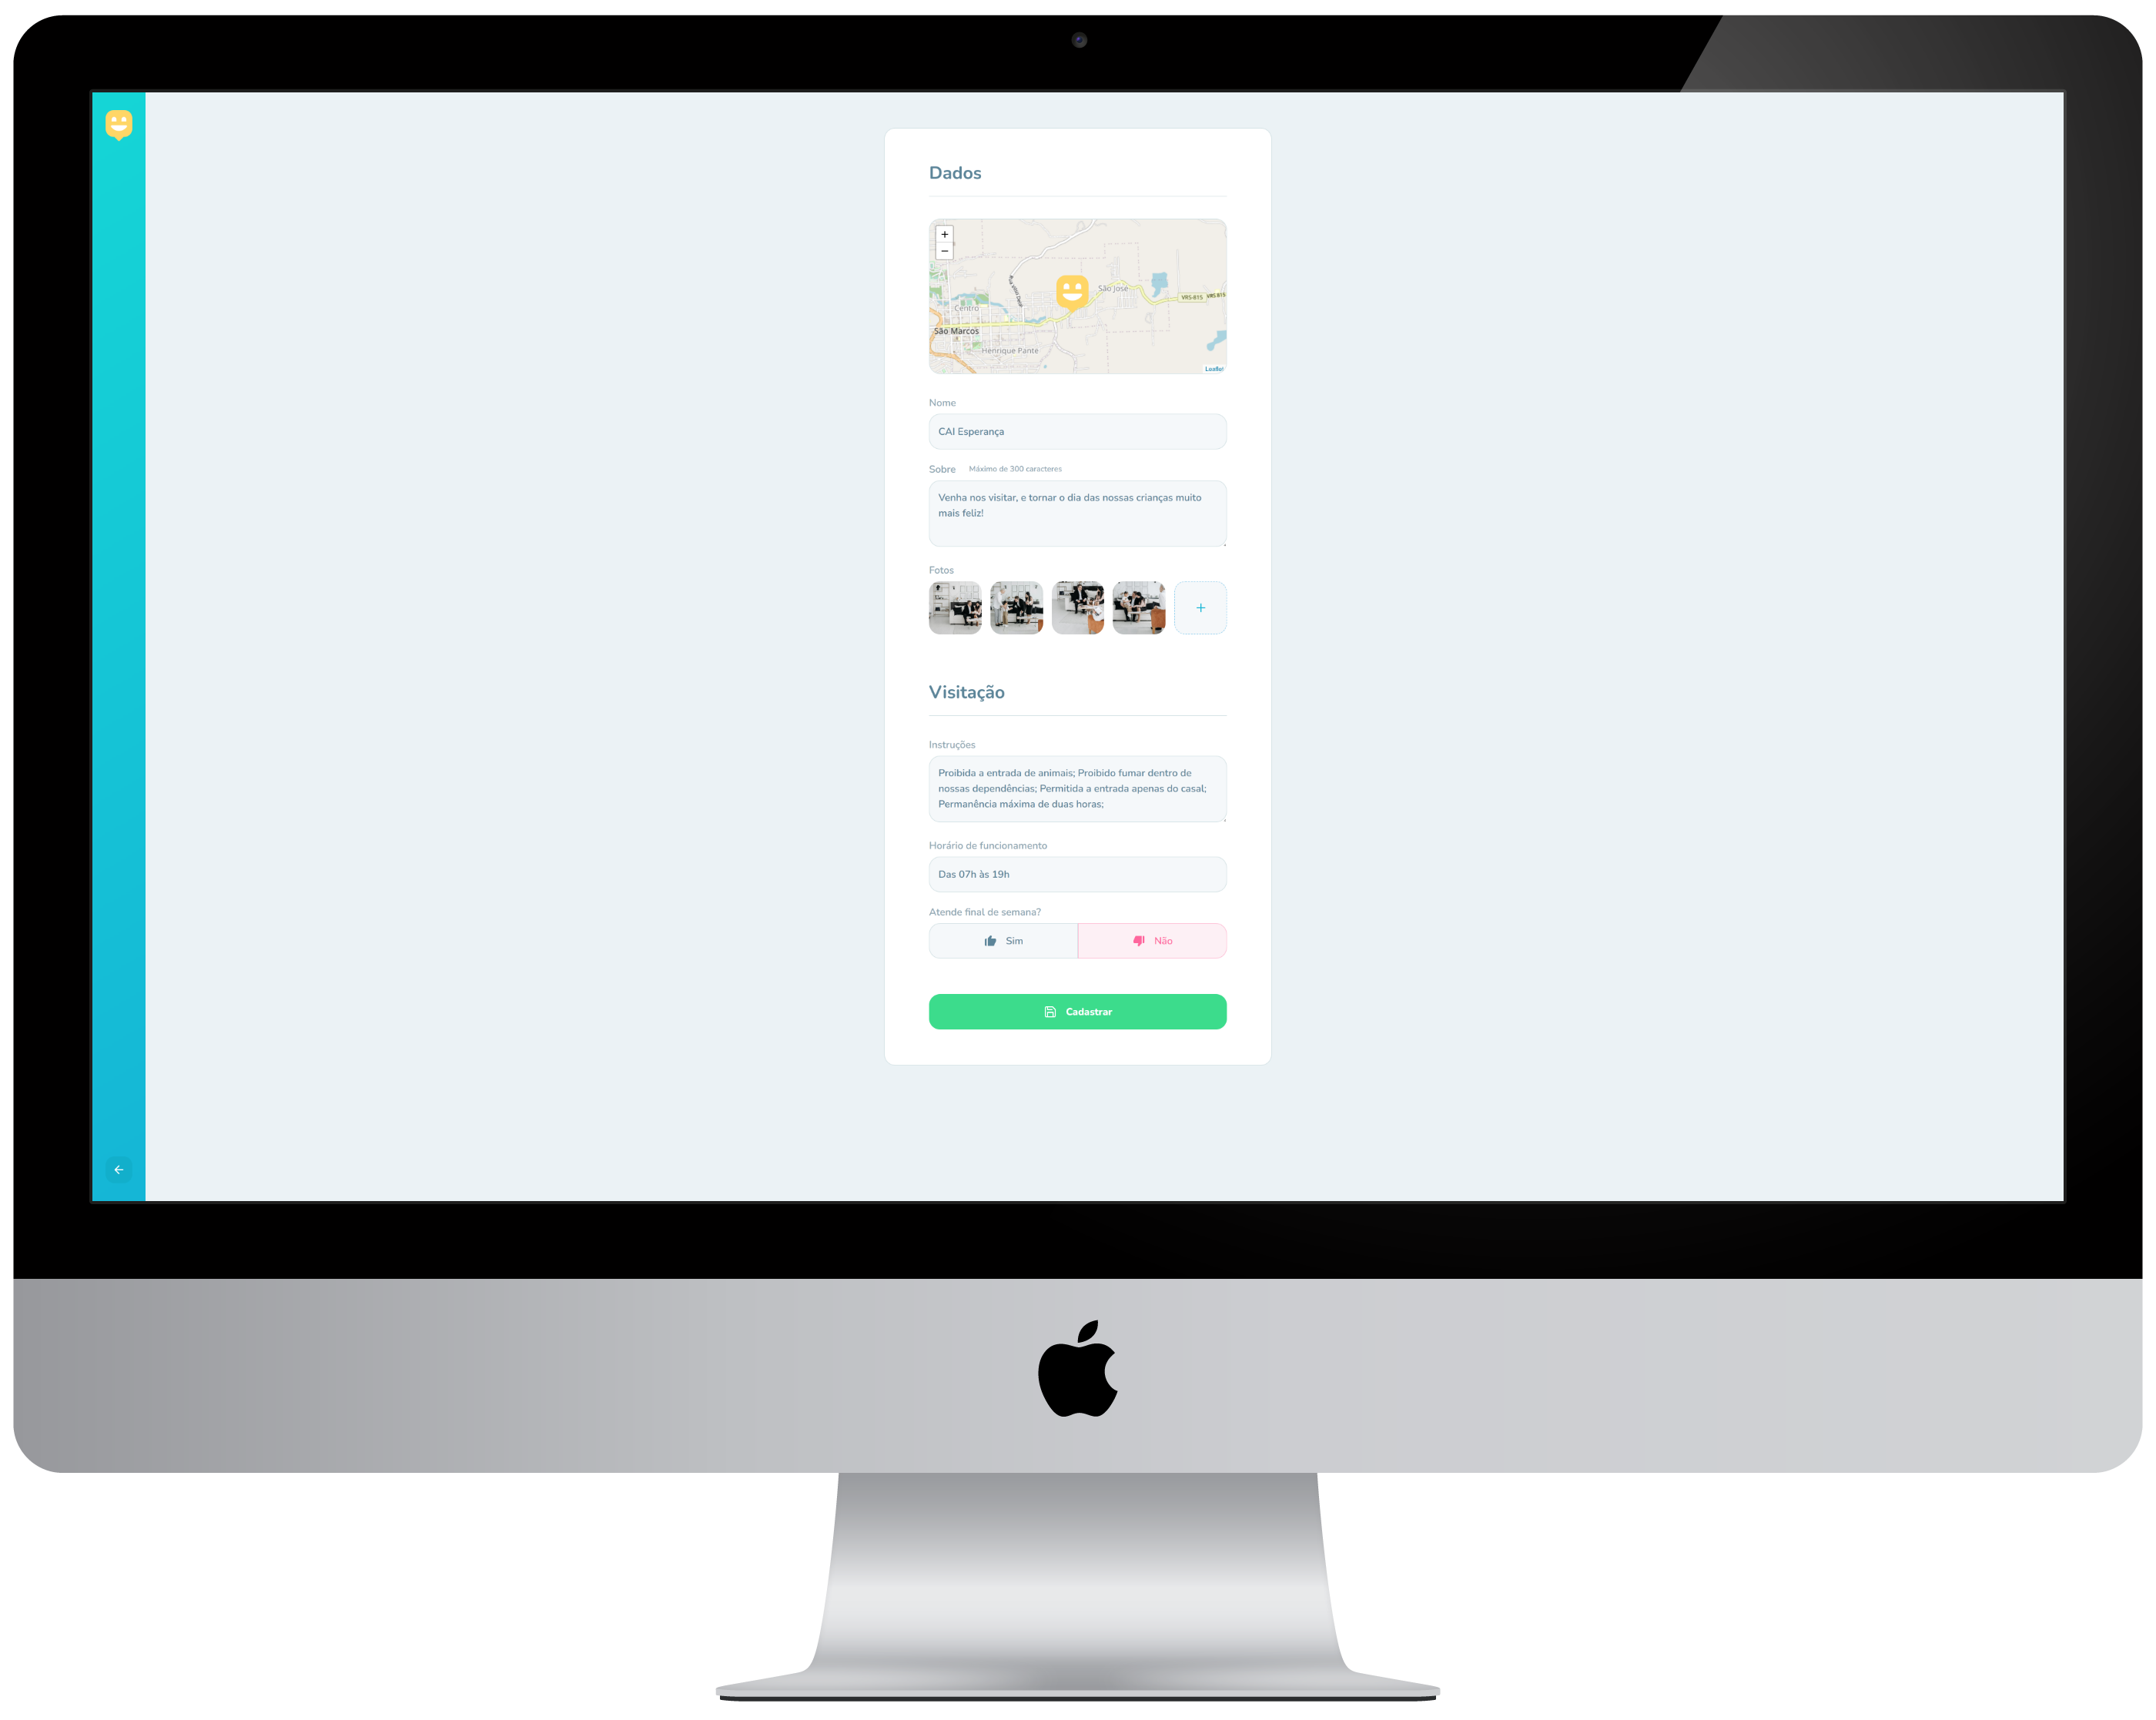 Dados
+
−
São José
VRS-815
VRS 815
Rua Vitor Dalla
Centro
São Marcos
Henrique Pante
Leaflet
Nome
CAI Esperança
Sobre Máximo de 300 caracteres
Venha nos visitar, e tornar o dia das nossas crianças muito
mais feliz!
Fotos
+
Visitação
Instruções
Proibida a entrada de animais; Proibido fumar dentro de
nossas dependências; Permitida a entrada apenas do casal;
Permanência máxima de duas horas;
Horário de funcionamento
Das 07h às 19h
Atende final de semana?
Sim Não
Cadastrar